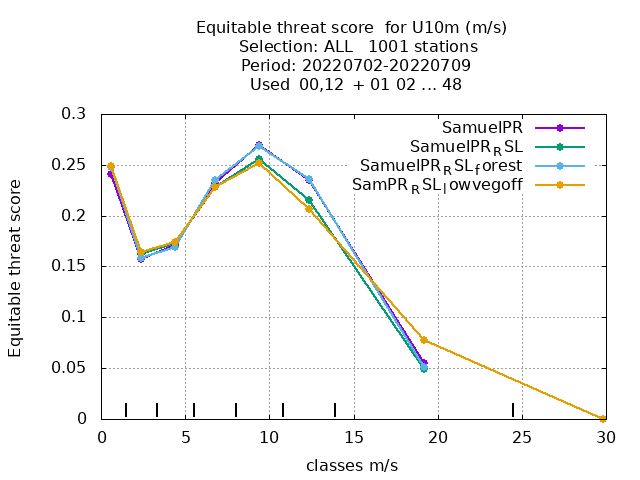 Equitable threat score  for U10m (m/s)
Selection: ALL   1001 stations
Period: 20220702-20220709
Used  00,12  + 01 02 ... 48
SamuelPR
SamuelPR_RSL
SamuelPR_RSL_forest
SamPR_RSL_lowvegoff
Equitable threat score
0.3
0.25
0.2
0.15
0.1
0.05
0
0 5 10 15 20 25 30
classes m/s